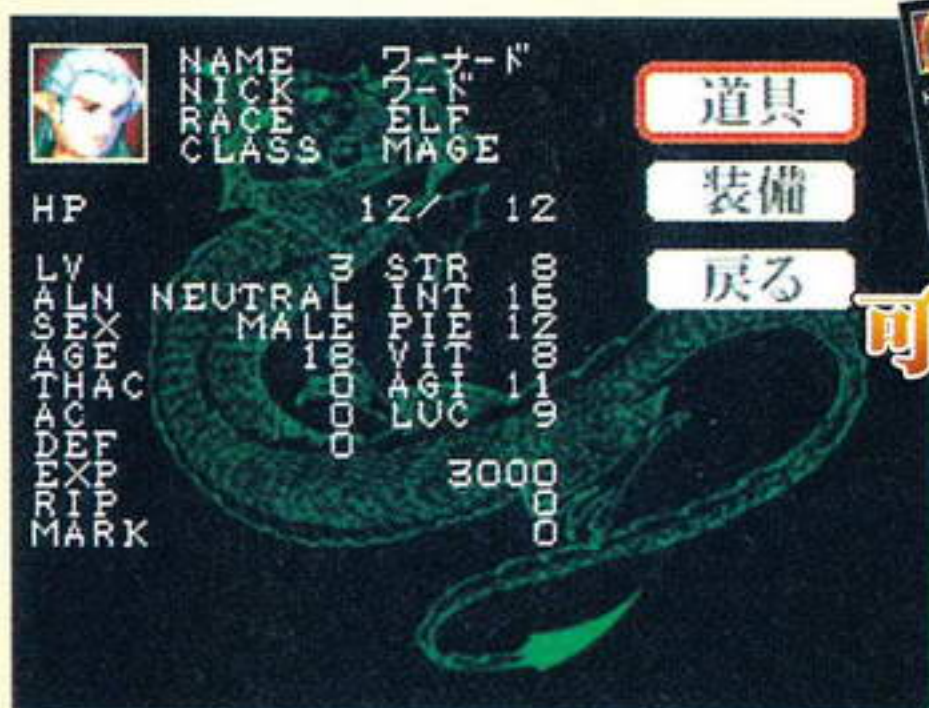 NAME ワーナード
NICK ワード
RACE ELF
CLASS MAGE
HP 12/ 12
LV 3 STR 8
ALN NEUTRAL INT 16
SEX MALE PIE 12
AGE 18 VIT 8
THAC 0 AGI 11
AC 0 LUC 9
DEF 0
EXP 3000
RIP 0
MARK 0
道具
装備
戻る
可